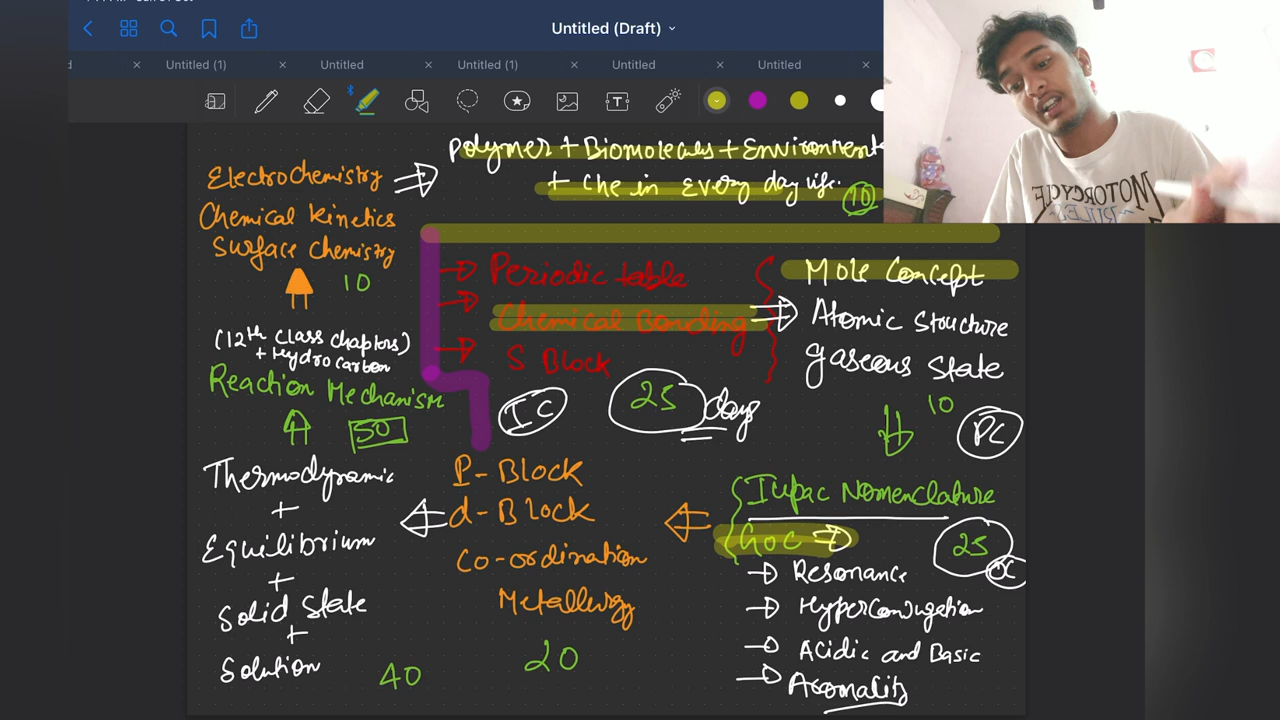 Untitled (Draft)
d
Untitled (1)
Untitled
Untitled (1)
Untitled
Untitled
Polymer + Biomolecules + Environment
+ Che in Every day life.
10
ElectroChemistry
Chemical Kinetics
Surface Chemistry
10
Periodic table
Chemical Bonding
S Block
IC
25 days
Mole Concept
Atomic Structure
gaseous State
10
PC
Iupac Nomenclature
GOC
25
OC
Resonance
Hyperconjugation
Acidic and Basic
P-Block
d-Block
Co-ordination
Metallurgy
20
Thermodynamic
+
Equilibrium
+
Solid State
+
Solution
40
(12th Class chapters)
+ Hydrocarbon
Reaction Mechanism
50
MOTORCYCLE